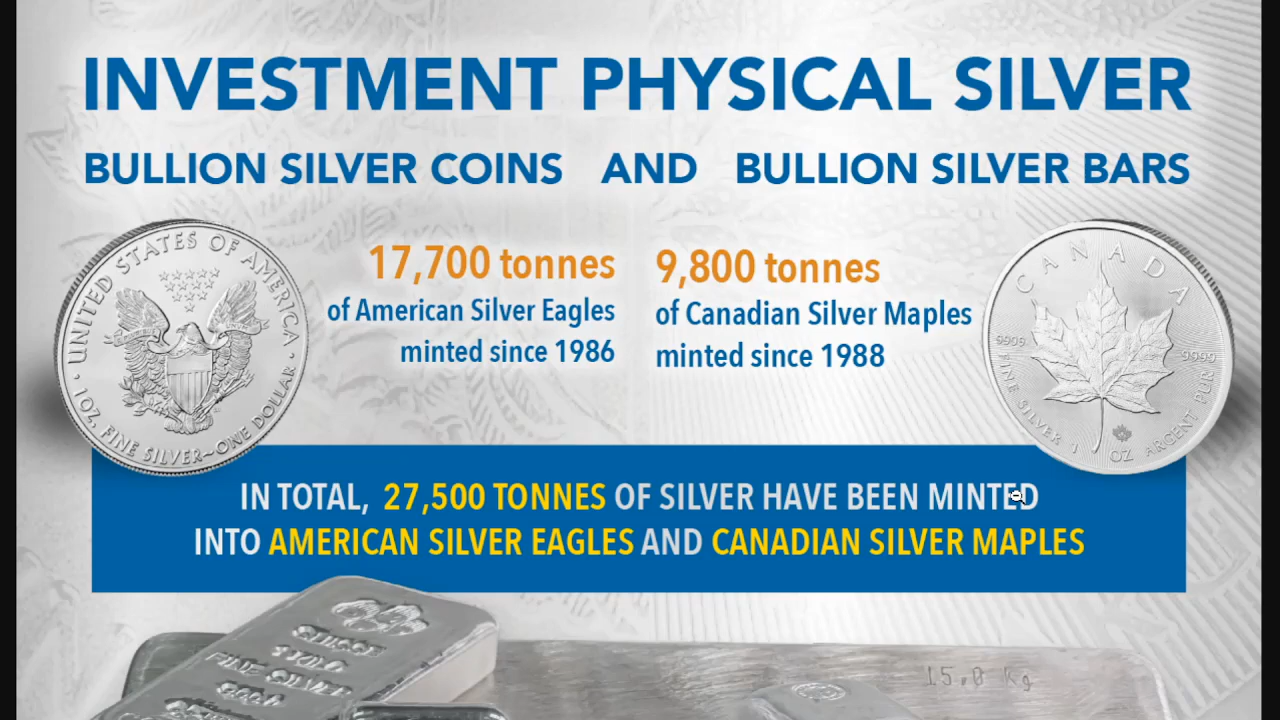 INVESTMENT PHYSICAL SILVER
BULLION SILVER COINS AND BULLION SILVER BARS
UNITED STATES OF AMERICA
1 OZ. FINE SILVER~ONE DOLLAR
17,700 tonnes
of American Silver Eagles
minted since 1986
9,800 tonnes
of Canadian Silver Maples
minted since 1988
CANADA
9999 9999
FINE SILVER 1 OZ ARGENT PUR
IN TOTAL, 27,500 TONNES OF SILVER HAVE BEEN MINTED
INTO AMERICAN SILVER EAGLES AND CANADIAN SILVER MAPLES
SUISSE
FINE SILVER
15,0 Kg